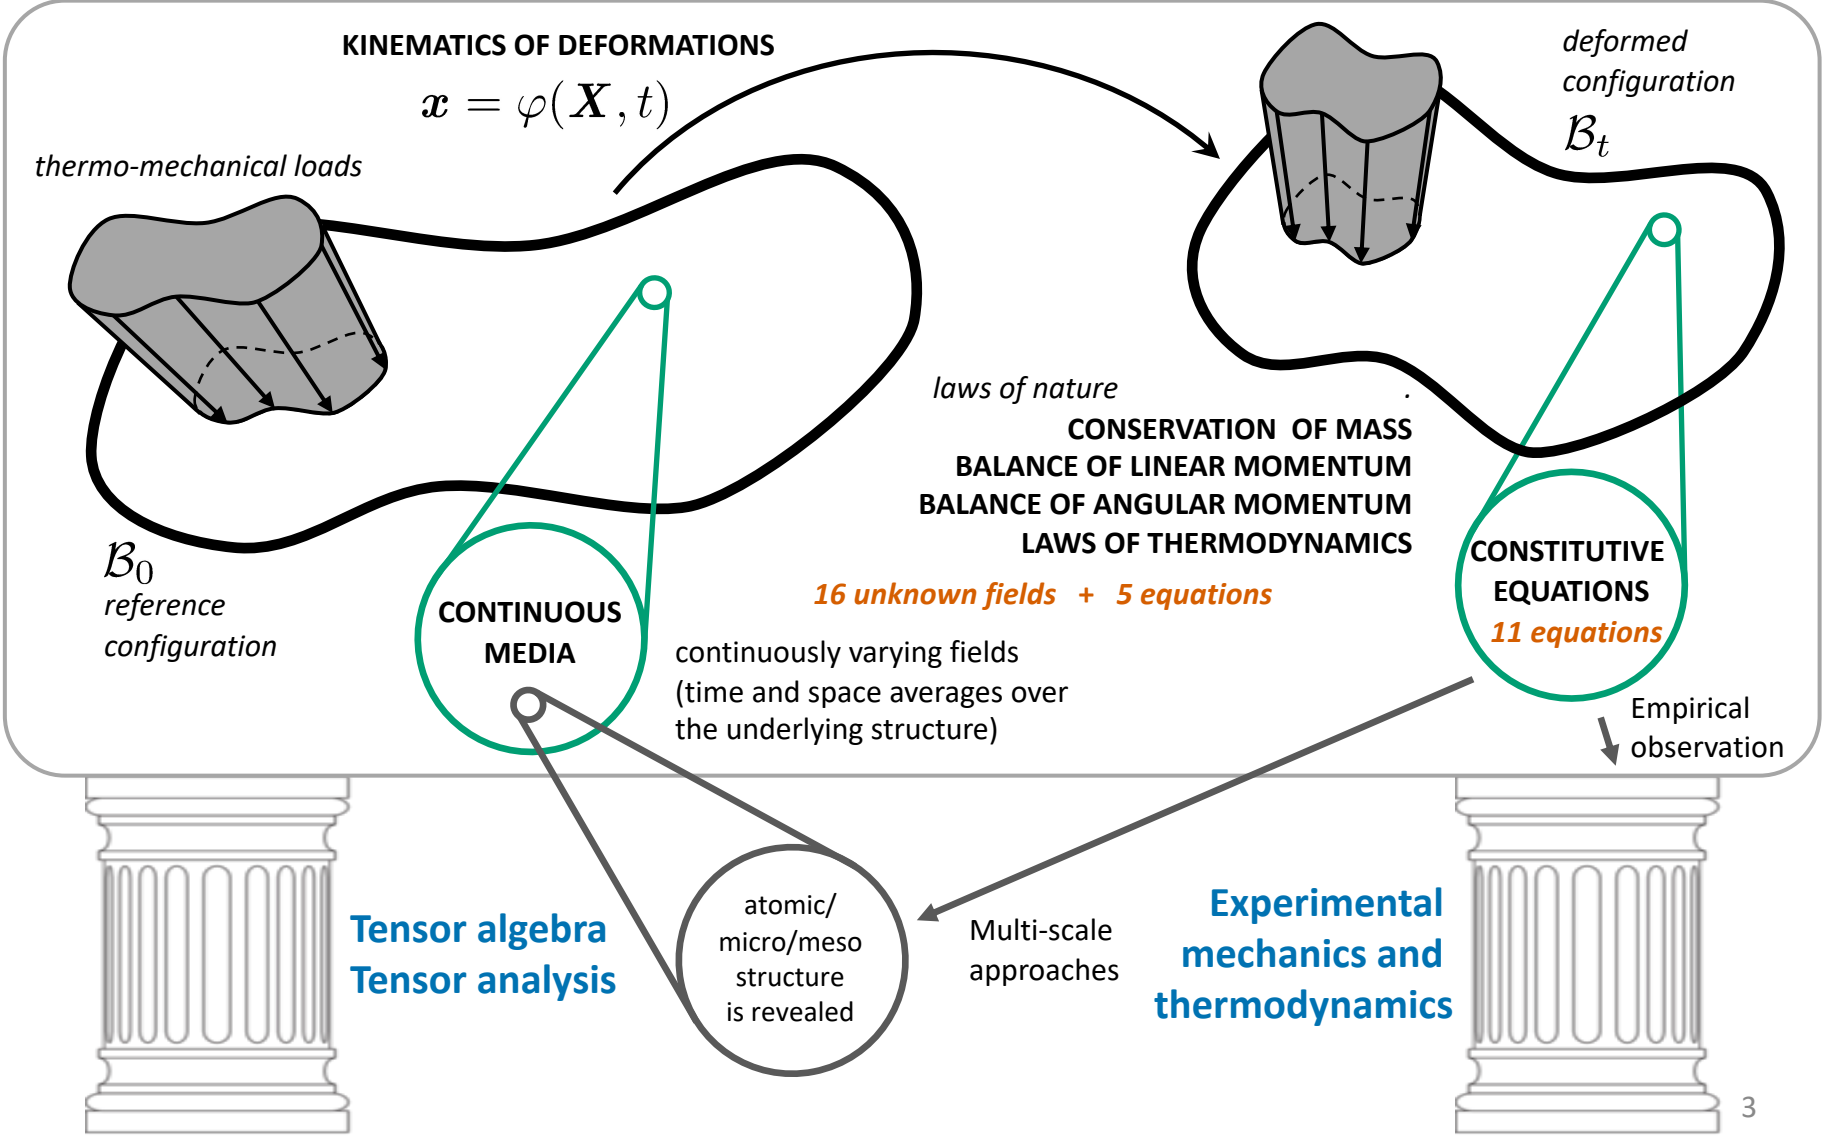 KINEMATICS OF DEFORMATIONS
x = φ(X, t)
thermo-mechanical loads
deformed
configuration
ℬt
ℬ0
reference
configuration
laws of nature .
CONSERVATION OF MASS
BALANCE OF LINEAR MOMENTUM
BALANCE OF ANGULAR MOMENTUM
LAWS OF THERMODYNAMICS
16 unknown fields + 5 equations
CONTINUOUS
MEDIA
continuously varying fields
(time and space averages over
the underlying structure)
CONSTITUTIVE
EQUATIONS
11 equations
Empirical
observation
Tensor algebra
Tensor analysis
atomic/
micro/meso
structure
is revealed
Multi-scale
approaches
Experimental
mechanics and
thermodynamics
3